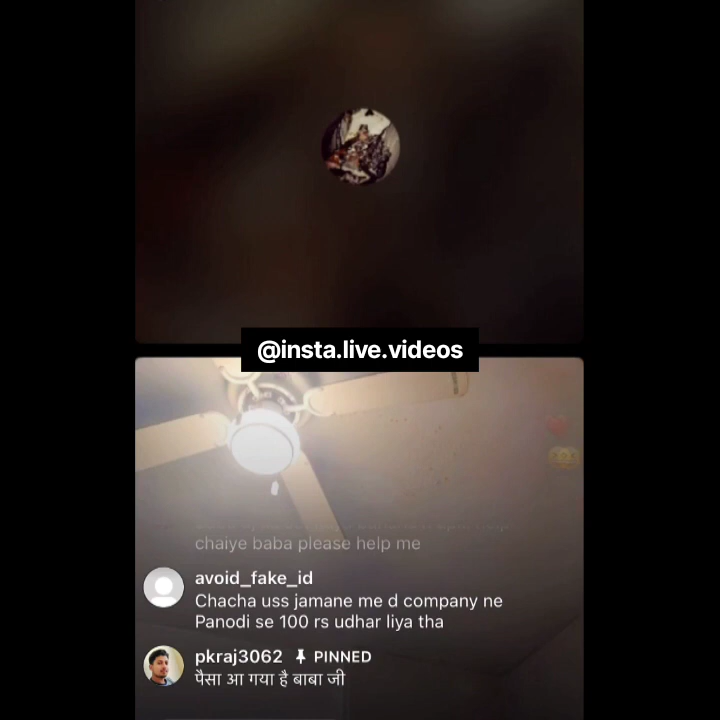 @insta.live.videos
chaiye baba please help me
avoid_fake_id
Chacha uss jamane me d company ne
Panodi se 100 rs udhar liya tha
pkraj3062 PINNED
पैसा आ गया है बाबा जी